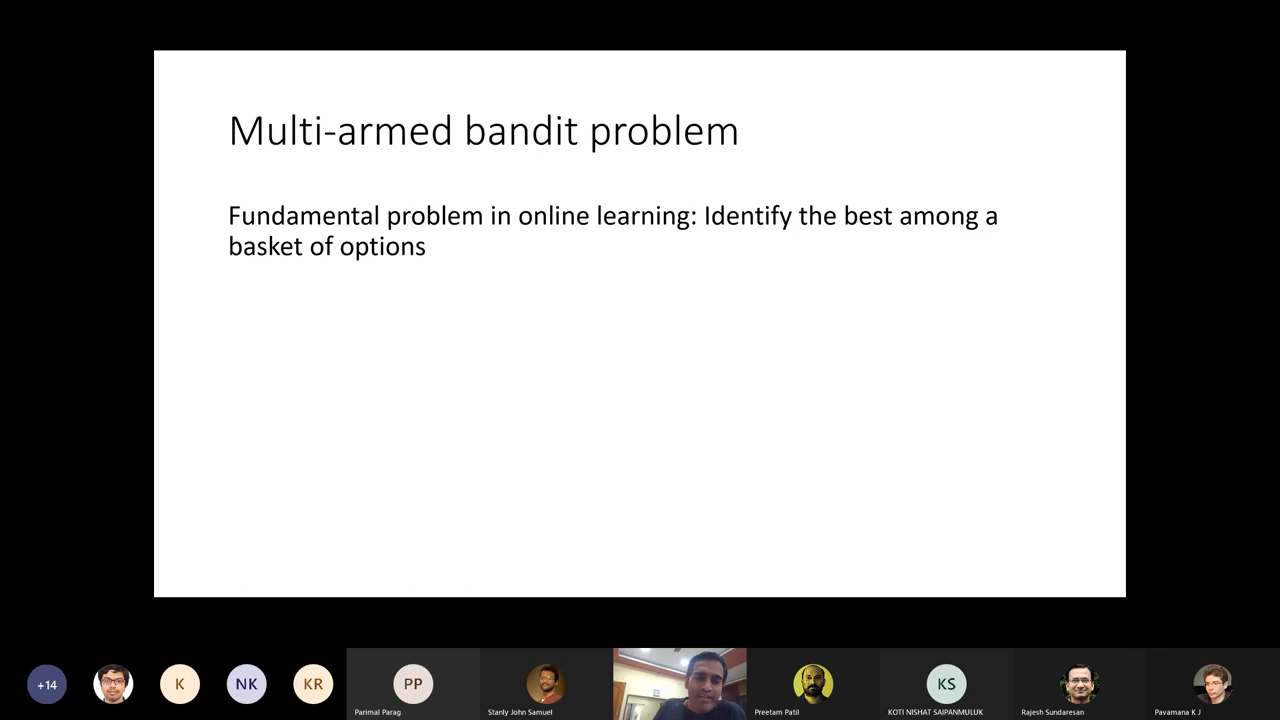 Multi-armed bandit problem
Fundamental problem in online learning: Identify the best among a
basket of options
+14
K
NK
KR
PP
KS
Parimal Parag
Stanly John Samuel
Preetam Patil
KOTI NISHAT SAIPANMULUK
Rajesh Sundaresan
Pavamana K J